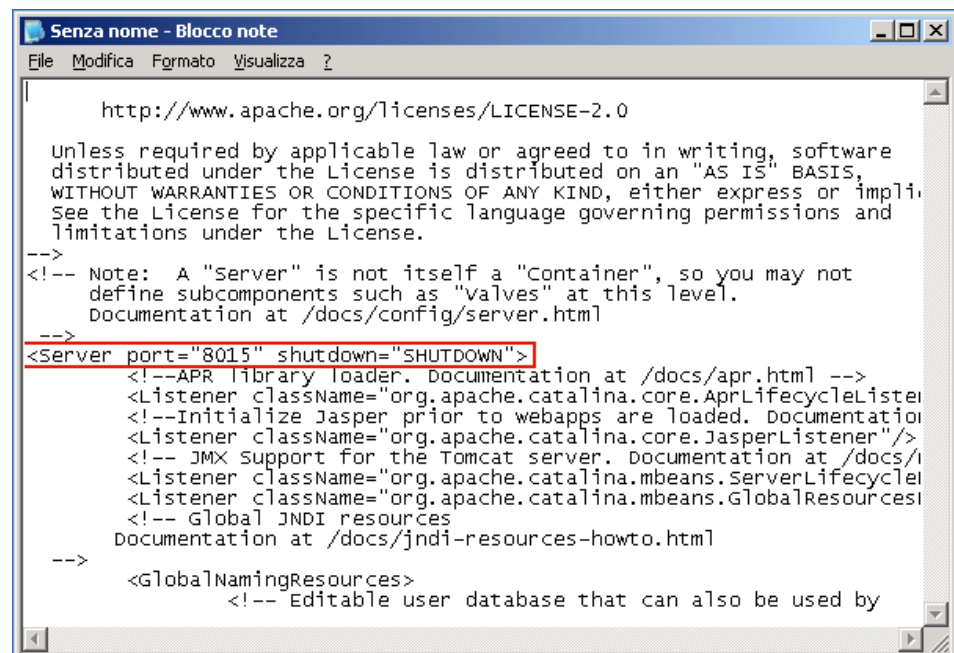 Senza nome - Blocco note
File Modifica Formato Visualizza ?
http://www.apache.org/licenses/LICENSE-2.0
Unless required by applicable law or agreed to in writing, software
distributed under the License is distributed on an "AS IS" BASIS,
WITHOUT WARRANTIES OR CONDITIONS OF ANY KIND, either express or impli
See the License for the specific language governing permissions and
limitations under the License.
-->
<!-- Note:  A "Server" is not itself a "Container", so you may not
define subcomponents such as "Valves" at this level.
Documentation at /docs/config/server.html
-->
<Server port="8015" shutdown="SHUTDOWN">
<!--APR library loader. Documentation at /docs/apr.html -->
<Listener className="org.apache.catalina.core.AprLifecycleListe
<!--Initialize Jasper prior to webapps are loaded. Documentation
<Listener className="org.apache.catalina.core.JasperListener"/>
<!-- JMX Support for the Tomcat server. Documentation at /docs/
<Listener className="org.apache.catalina.mbeans.ServerLifecycle
<Listener className="org.apache.catalina.mbeans.GlobalResources
<!-- Global JNDI resources
Documentation at /docs/jndi-resources-howto.html
-->
<GlobalNamingResources>
<!-- Editable user database that can also be used by